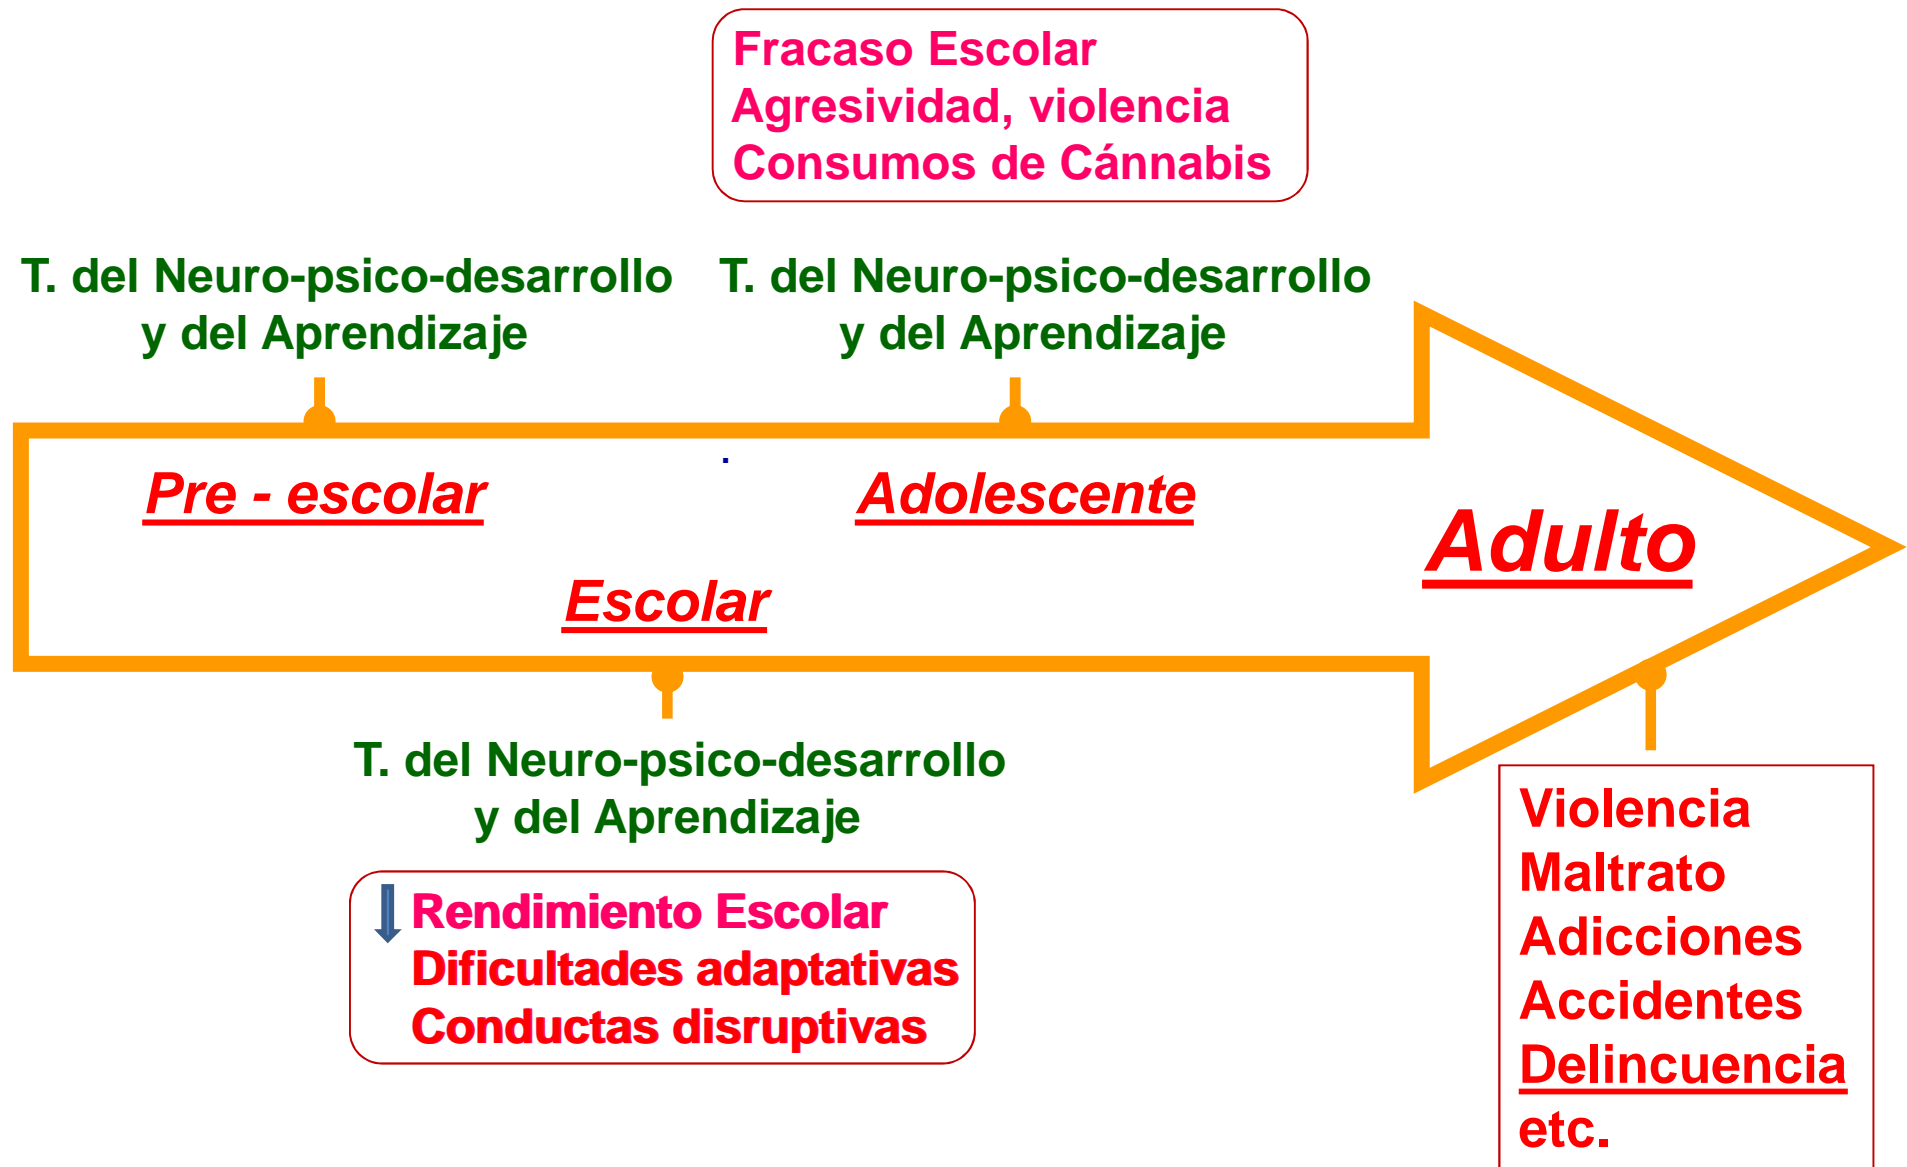 Fracaso Escolar
Agresividad, violencia
Consumos de Cánnabis
T. del Neuro-psico-desarrollo
y del Aprendizaje
T. del Neuro-psico-desarrollo
y del Aprendizaje
Pre - escolar
Adolescente
Adulto
Escolar
T. del Neuro-psico-desarrollo
y del Aprendizaje
Rendimiento Escolar
Dificultades adaptativas
Conductas disruptivas
Violencia
Maltrato
Adicciones
Accidentes
Delincuencia
etc.